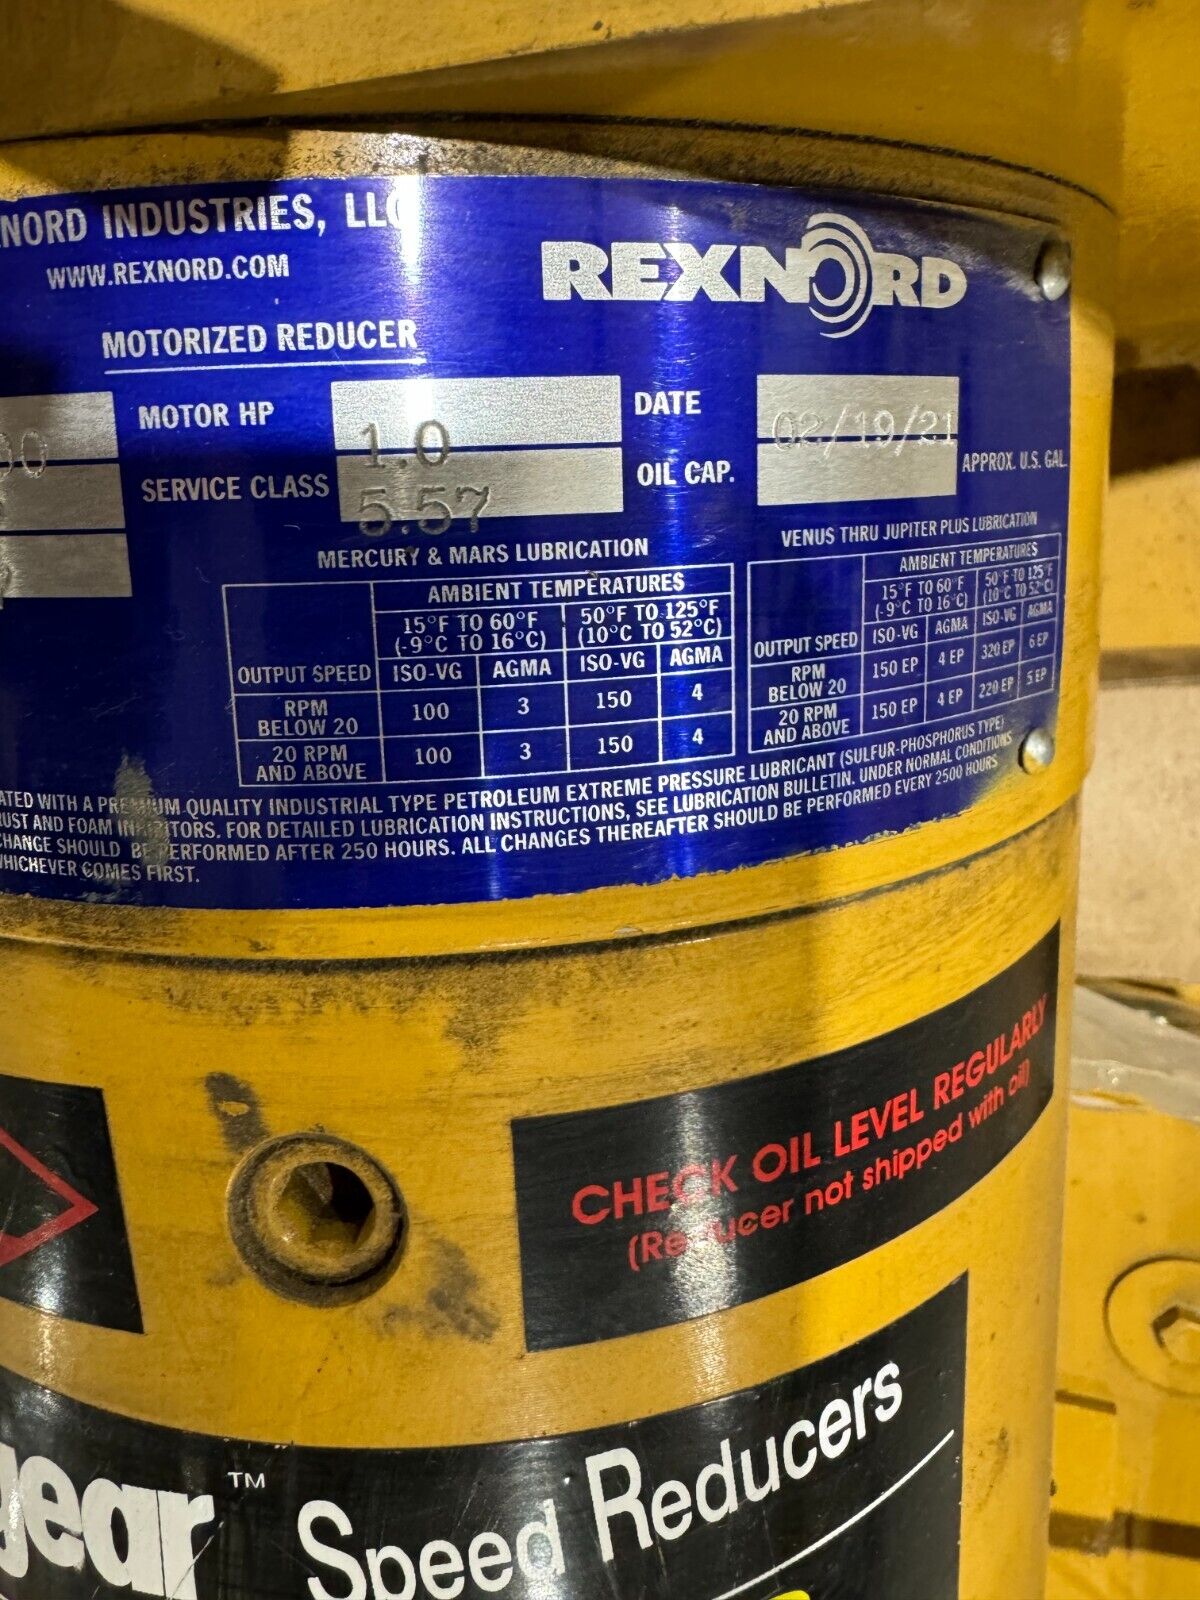 NORD INDUSTRIES, LLC
WWW.REXNORD.COM
REXNORD
MOTORIZED REDUCER
MOTOR HP 1.0 DATE 02/19/21
SERVICE CLASS 5.57 OIL CAP. APPROX. U.S. GAL.
MERCURY & MARS LUBRICATION
AMBIENT TEMPERATURES
15°F TO 60°F 50°F TO 125°F
(-9°C TO 16°C) (10°C TO 52°C)
OUTPUT SPEED ISO-VG AGMA ISO-VG AGMA
RPM BELOW 20 100 3 150 4
20 RPM AND ABOVE 100 3 150 4
VENUS THRU JUPITER PLUS LUBRICATION
AMBIENT TEMPERATURES
15°F TO 60°F 50°F TO 125°F
(-9°C TO 16°C) (10°C TO 52°C)
OUTPUT SPEED ISO-VG AGMA ISO-VG AGMA
RPM BELOW 20 150 EP 4 EP 320 EP 6 EP
20 RPM AND ABOVE 150 EP 4 EP 220 EP 5 EP
ATED WITH A PREMIUM QUALITY INDUSTRIAL TYPE PETROLEUM EXTREME PRESSURE LUBRICANT (SULFUR-PHOSPHORUS TYPE)
RUST AND FOAM INHIBITORS. FOR DETAILED LUBRICATION INSTRUCTIONS, SEE LUBRICATION BULLETIN. UNDER NORMAL CONDITIONS
CHANGE SHOULD BE PERFORMED AFTER 250 HOURS. ALL CHANGES THEREAFTER SHOULD BE PERFORMED EVERY 2500 HOURS
WHICHEVER COMES FIRST.
CHECK OIL LEVEL REGULARLY
(Reducer not shipped with oil)
gear™ Speed Reducers